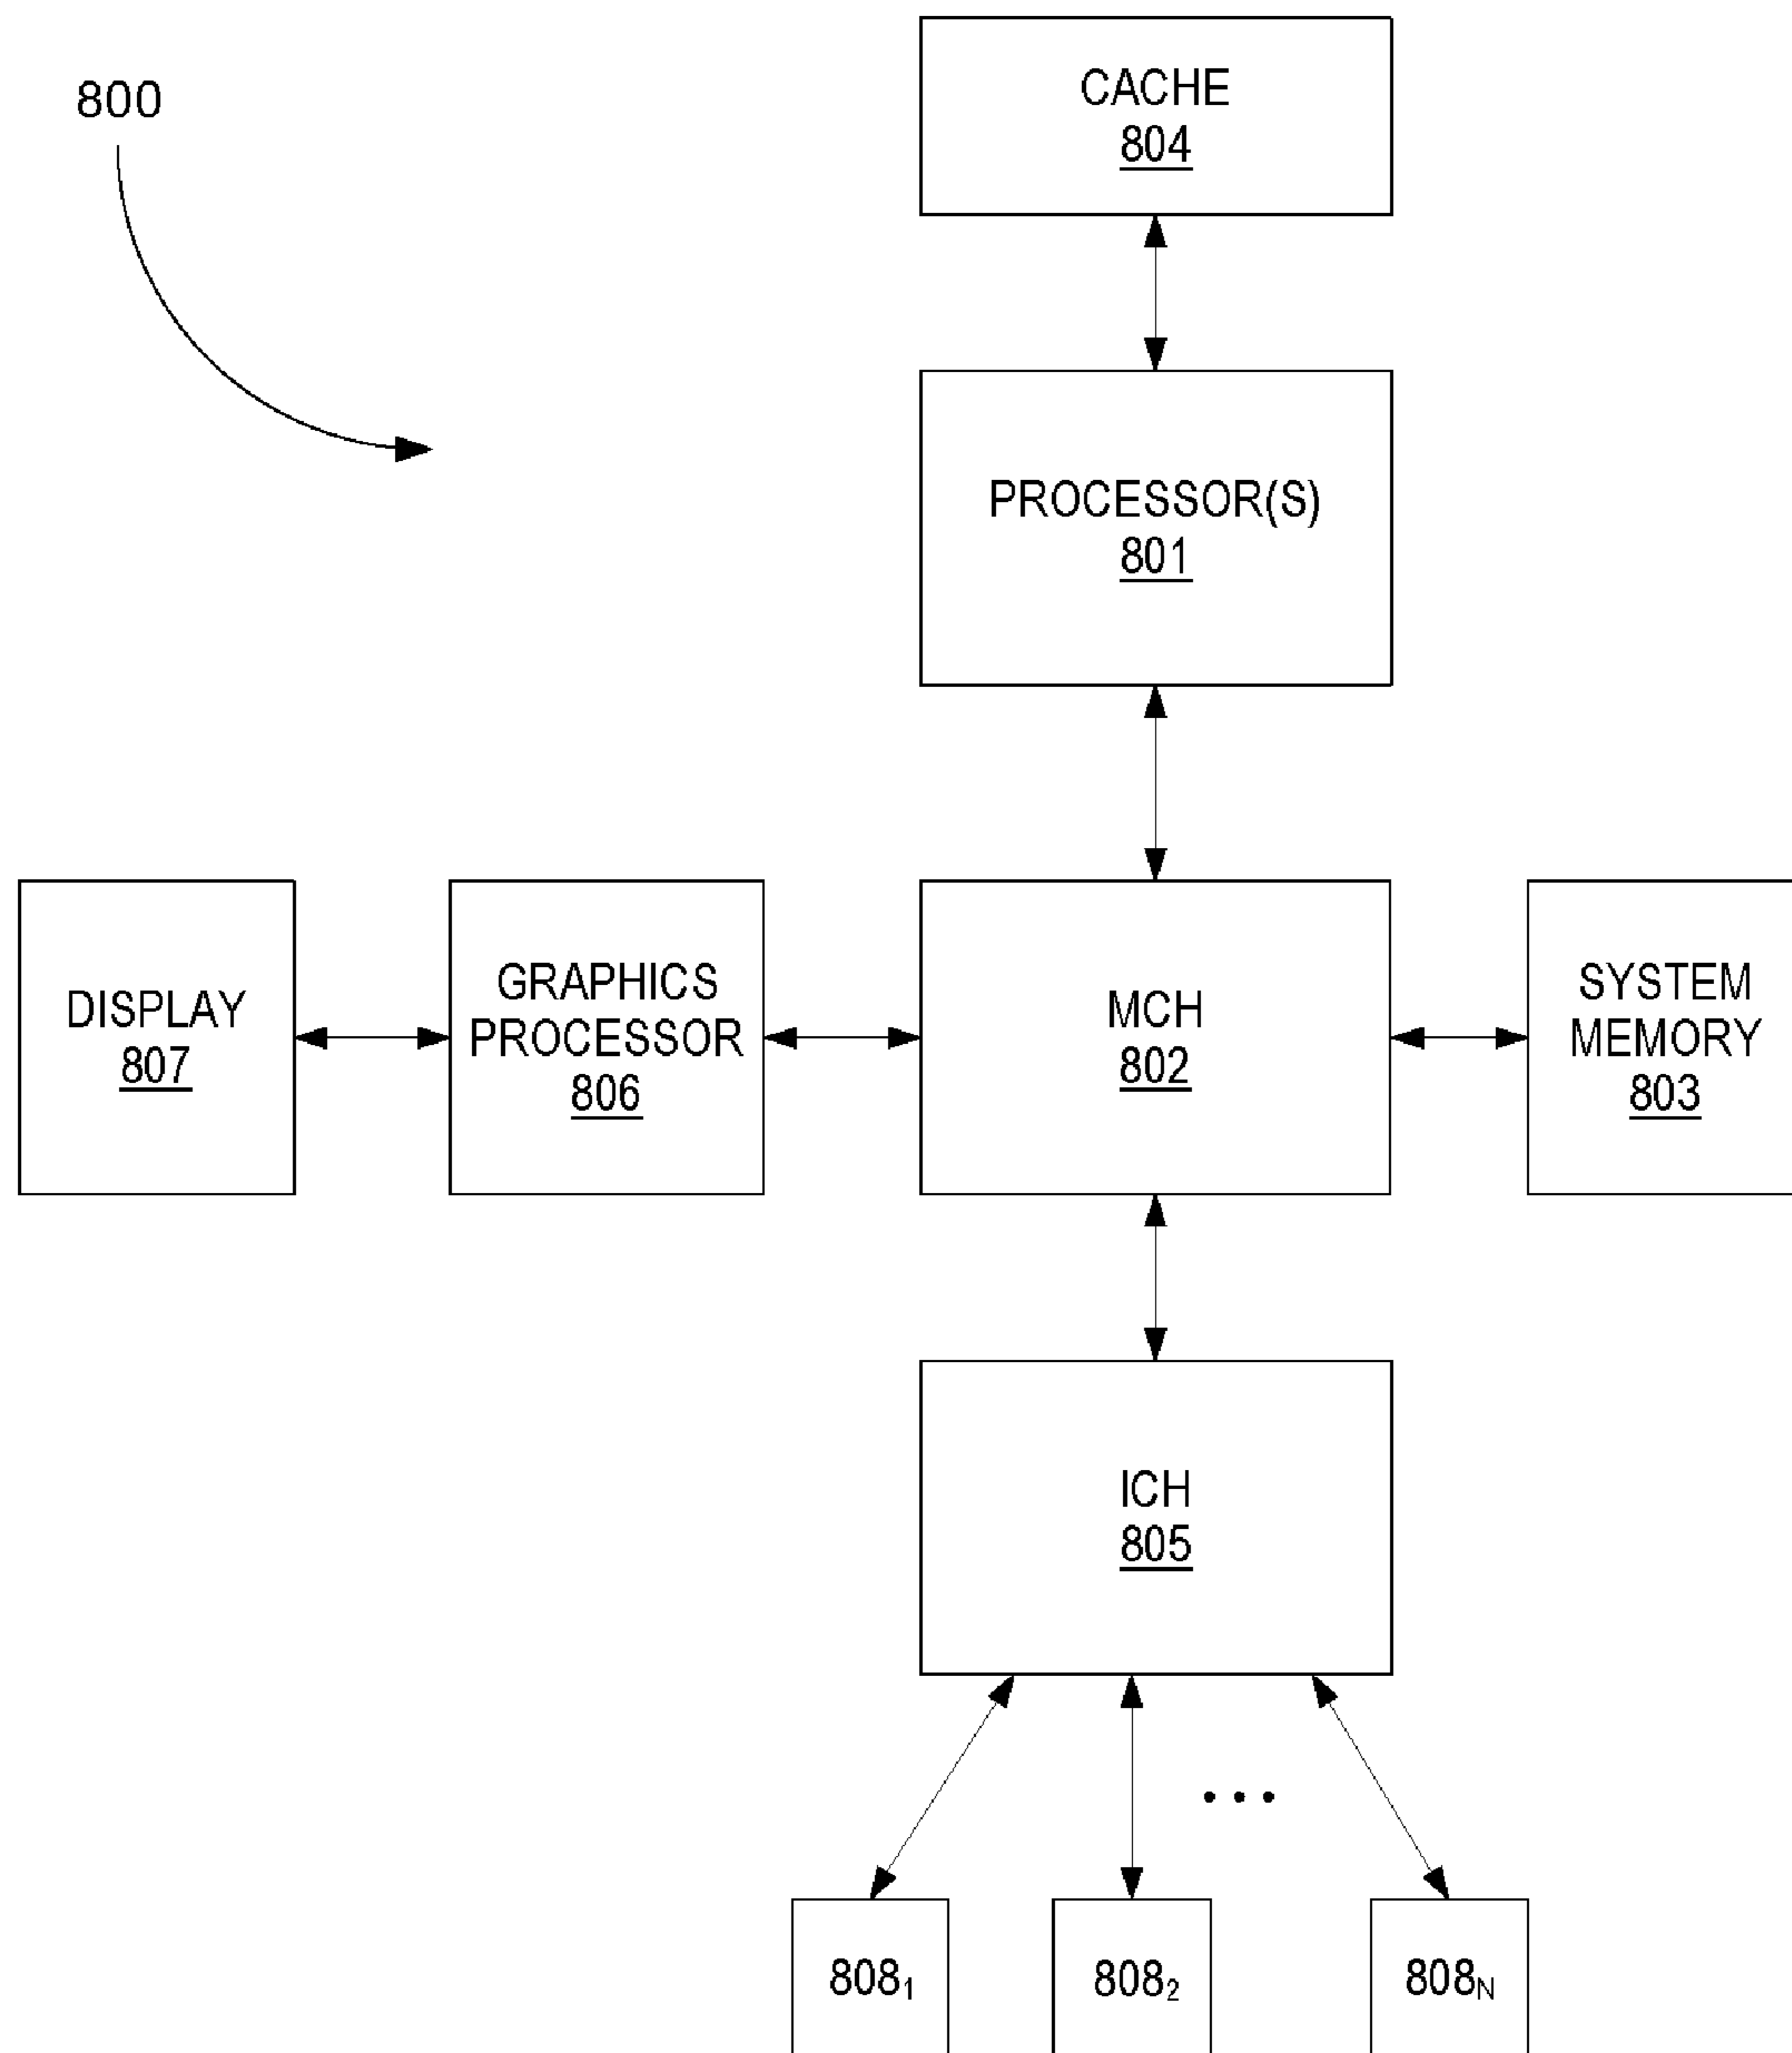 800
CACHE
804
PROCESSOR(S)
801
DISPLAY
807
GRAPHICS
PROCESSOR
806
MCH
802
SYSTEM
MEMORY
803
ICH
805
...
808₁
808₂
808N